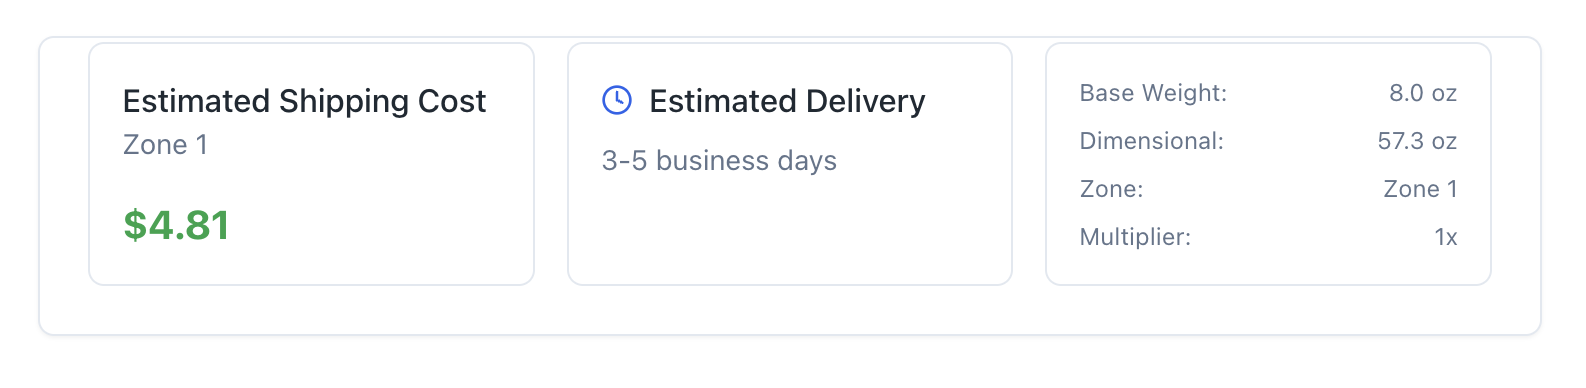 Estimated Shipping Cost
Zone 1
$4.81
Estimated Delivery
3-5 business days
Base Weight: 8.0 oz
Dimensional: 57.3 oz
Zone: Zone 1
Multiplier: 1x